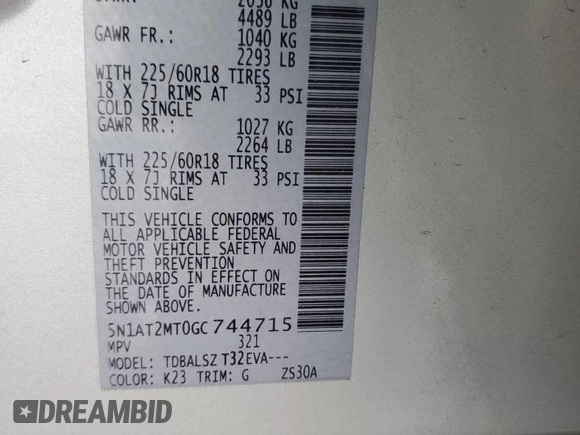 2036 KG
4489 LB
GAWR FR.: 1040 KG
2293 LB
WITH 225/60R18 TIRES
18 X 7J RIMS AT 33 PSI
COLD SINGLE
GAWR RR.: 1027 KG
2264 LB
WITH 225/60R18 TIRES
18 X 7J RIMS AT 33 PSI
COLD SINGLE
THIS VEHICLE CONFORMS TO
ALL APPLICABLE FEDERAL
MOTOR VEHICLE SAFETY AND
THEFT PREVENTION
STANDARDS IN EFFECT ON
THE DATE OF MANUFACTURE
SHOWN ABOVE.
5N1AT2MT0GC744715
MPV 321
MODEL: TDBALSZ T32EVA---
COLOR: K23 TRIM: G ZS30A
DREAMBID